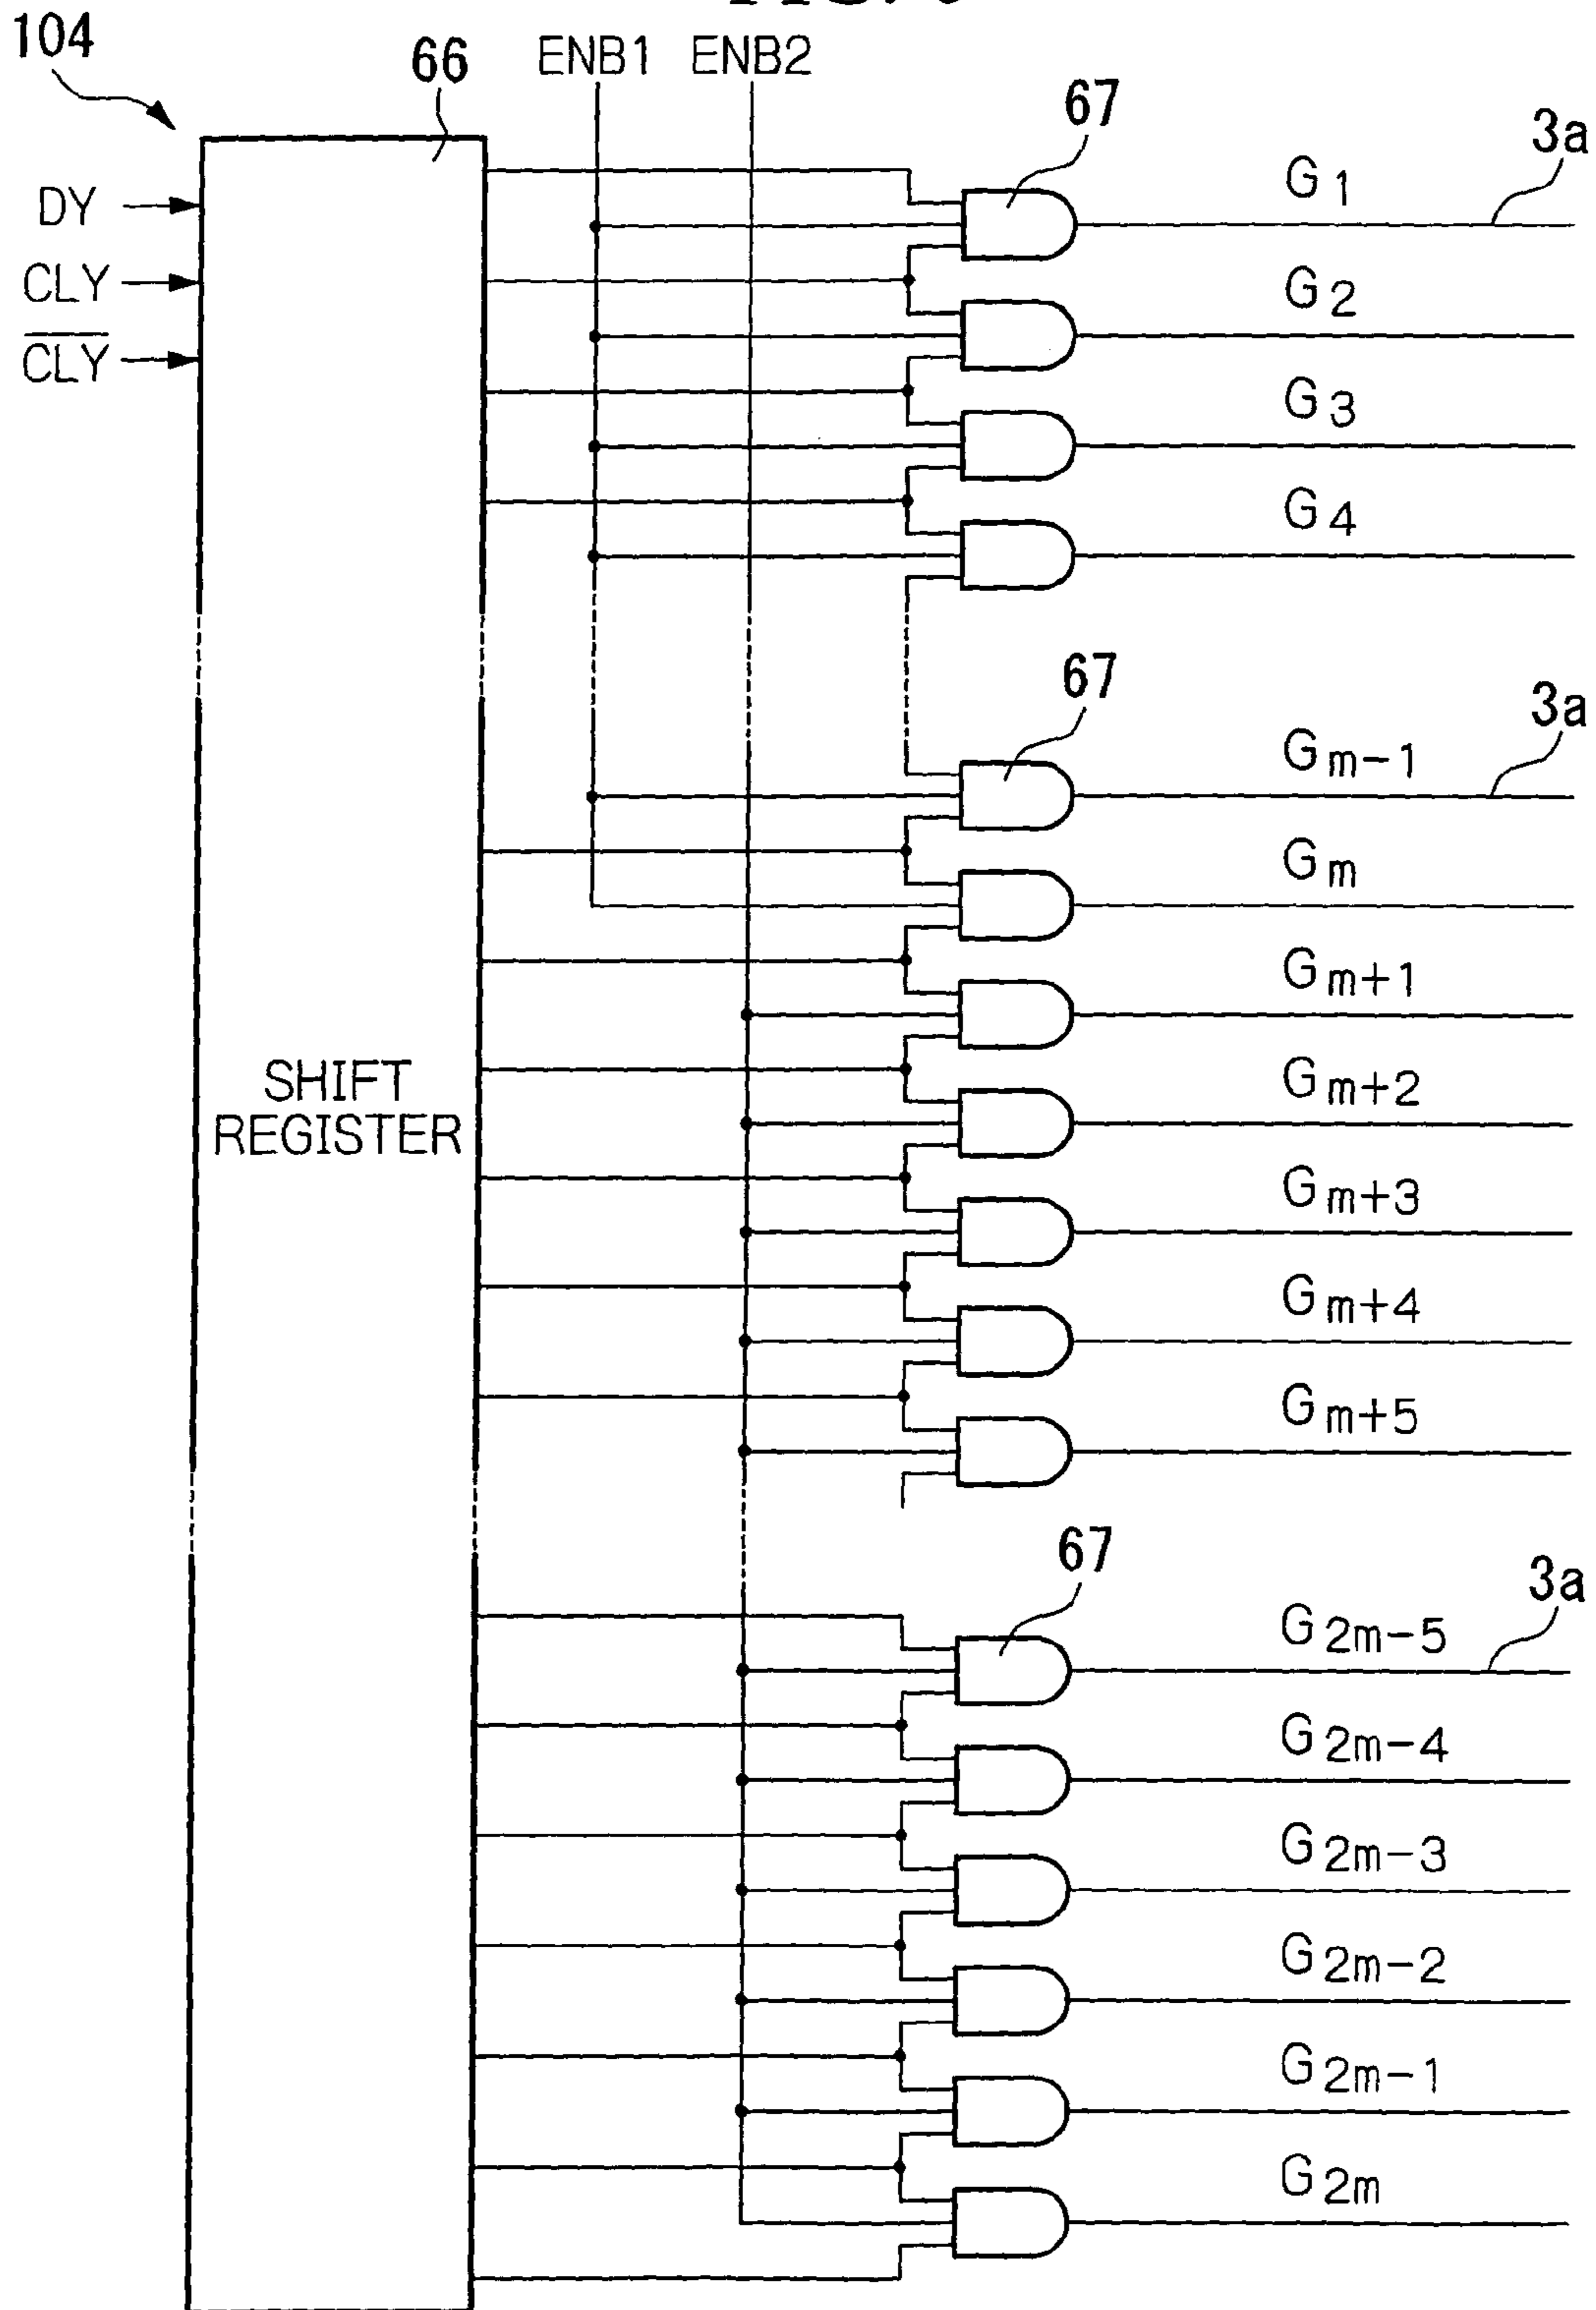 104
66
ENB1 ENB2
67
3a
G1
DY
CLY
G2
C̅L̅Y̅
G3
G4
67
3a
Gm-1
Gm
Gm+1
SHIFT
REGISTER
Gm+2
Gm+3
Gm+4
Gm+5
67
3a
G2m-5
G2m-4
G2m-3
G2m-2
G2m-1
G2m